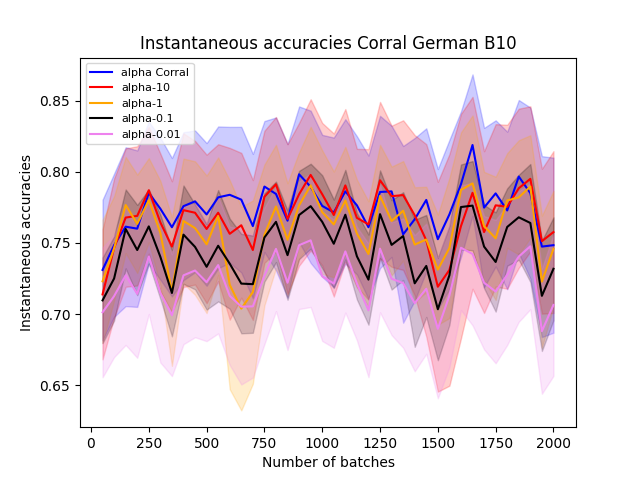 Instantaneous accuracies Corral German B10
alpha Corral
alpha-10
alpha-1
alpha-0.1
alpha-0.01
Instantaneous accuracies
0.85
0.80
0.75
0.70
0.65
0 250 500 750 1000 1250 1500 1750 2000
Number of batches